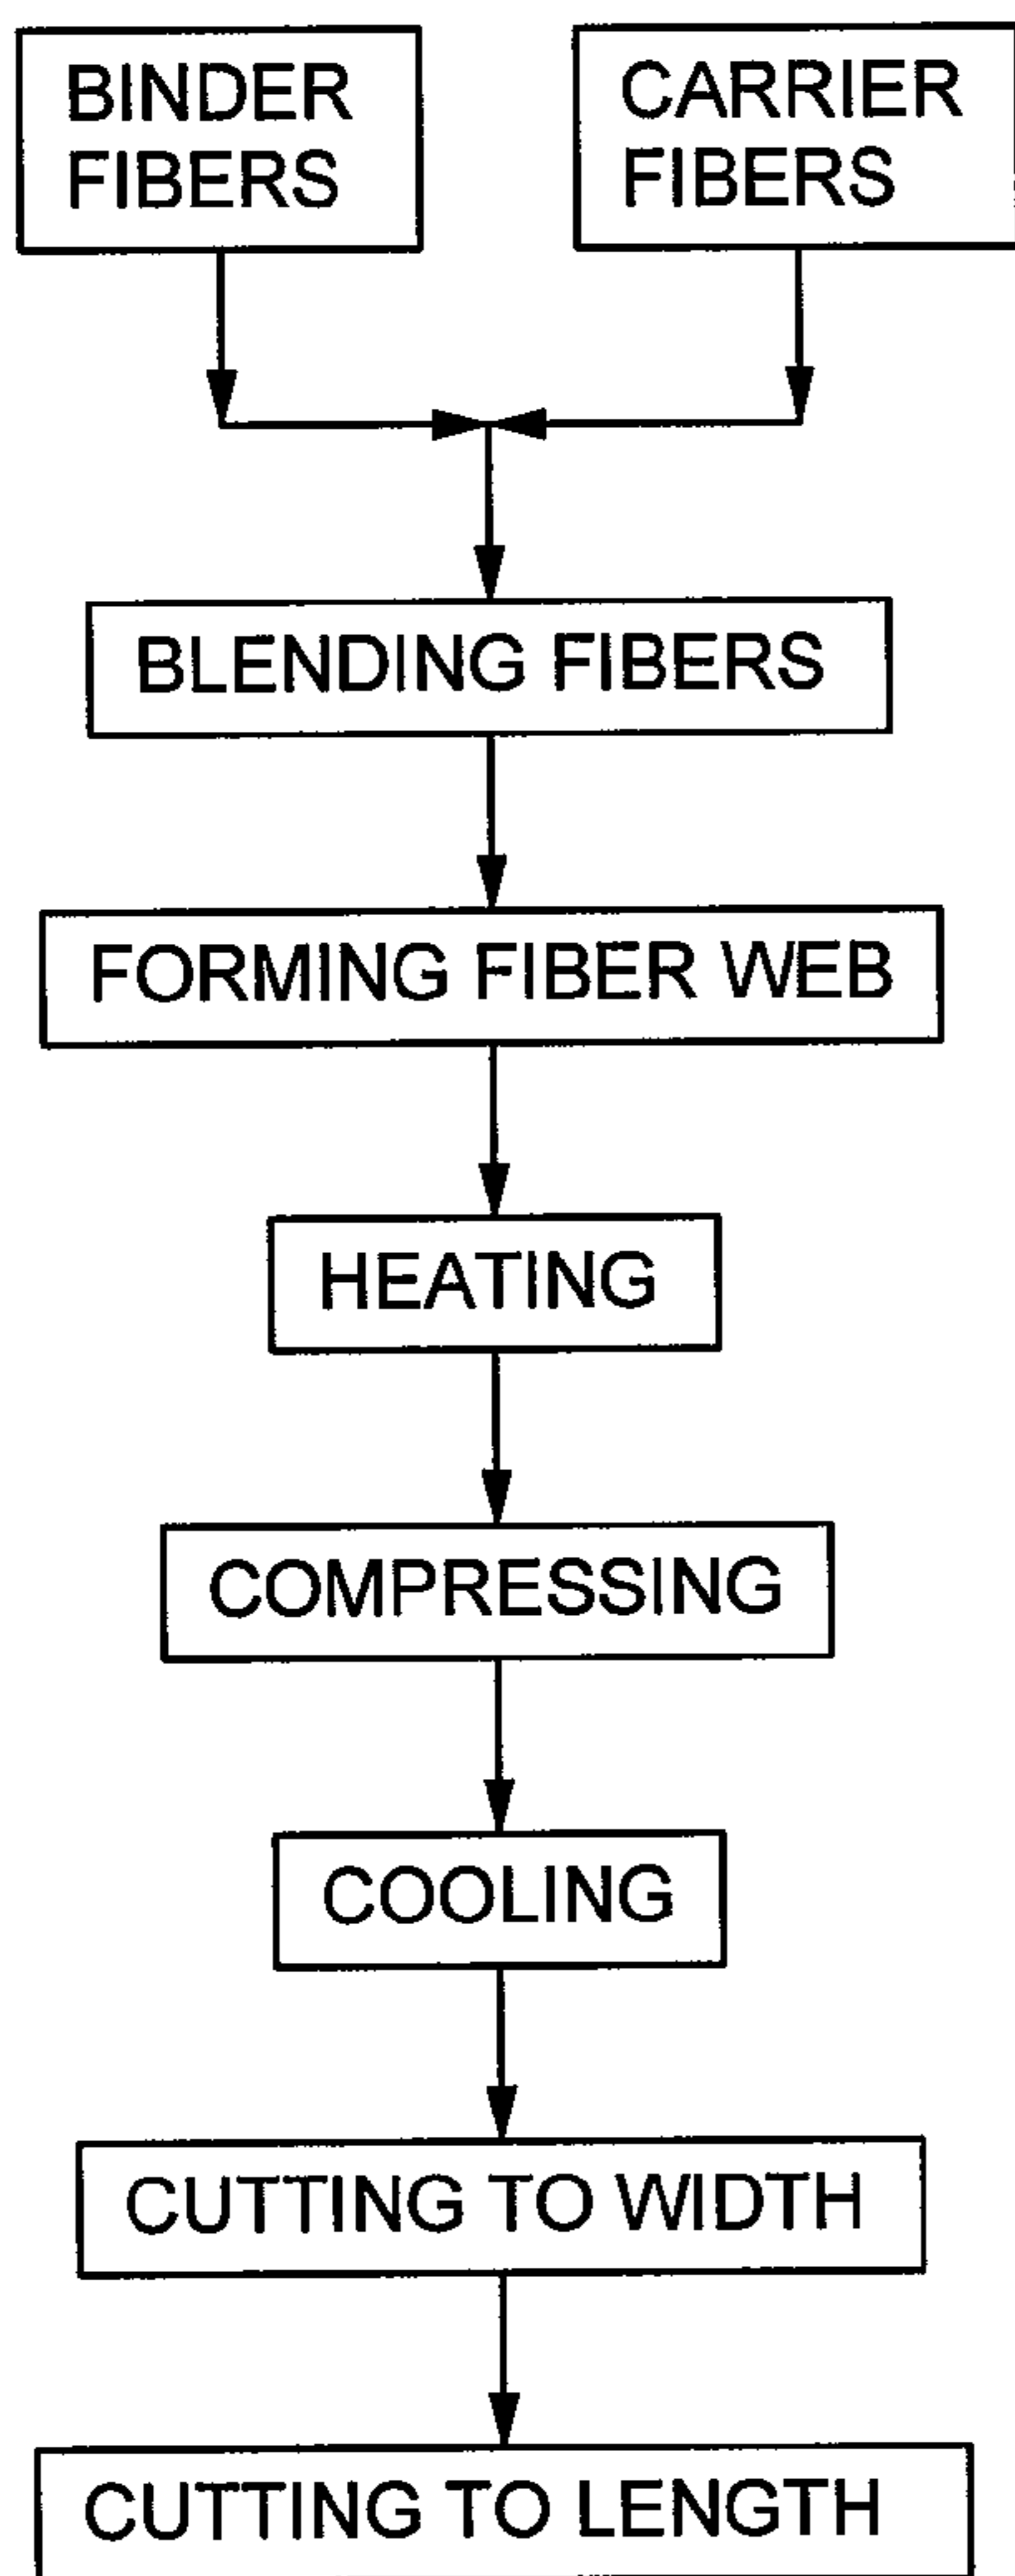 BINDER
FIBERS
CARRIER
FIBERS
BLENDING FIBERS
FORMING FIBER WEB
HEATING
COMPRESSING
COOLING
CUTTING TO WIDTH
CUTTING TO LENGTH